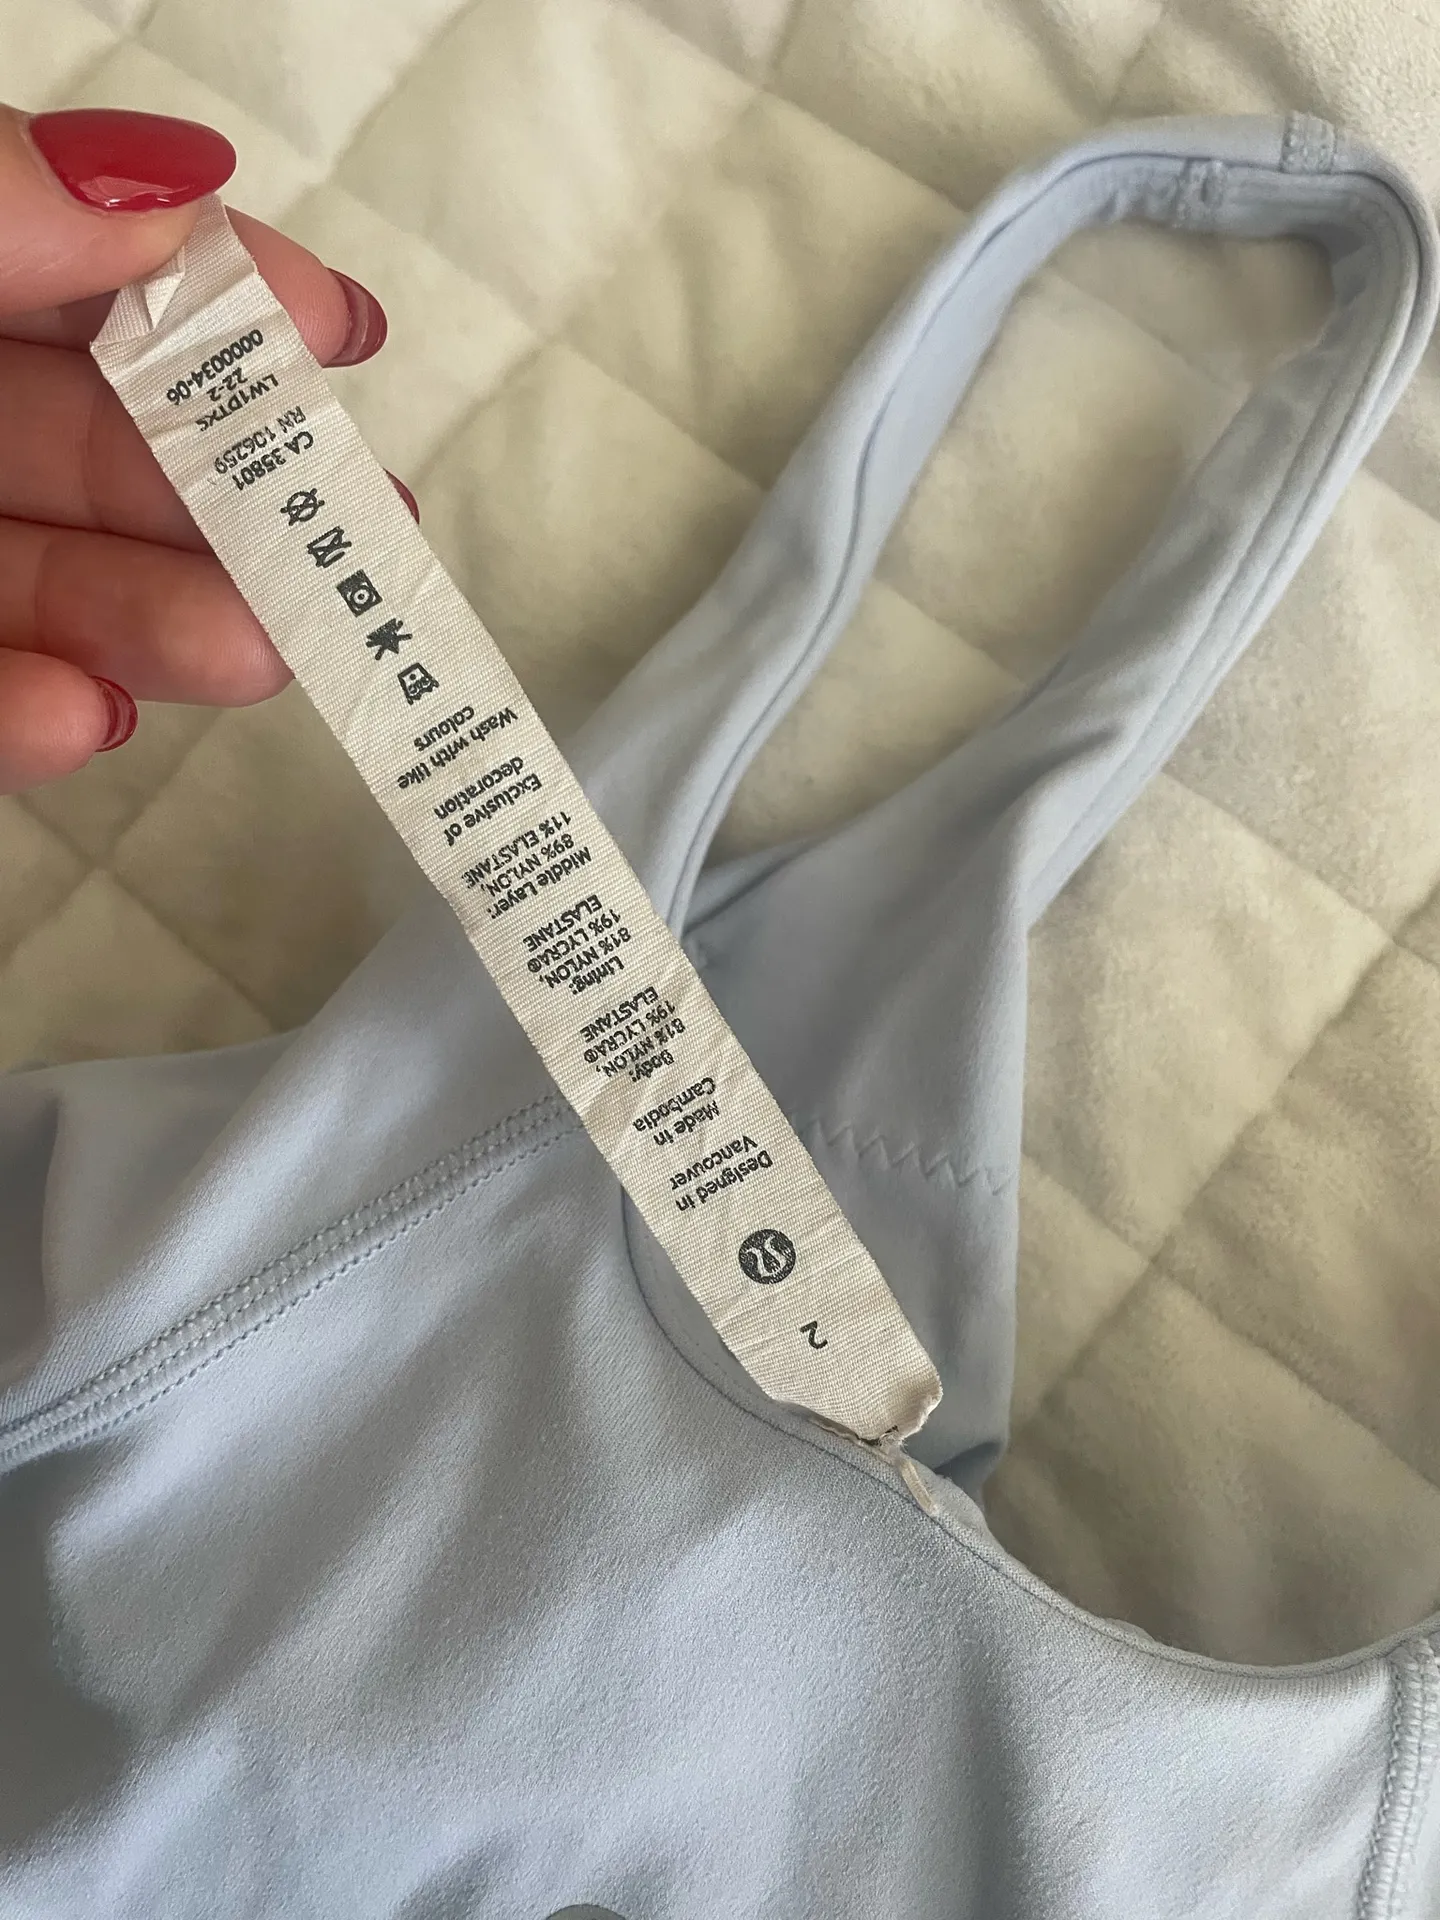 2
Designed in
Vancouver
Made in
Cambodia
Body:
81% NYLON,
19% LYCRA®
ELASTANE
Lining:
81% NYLON,
19% LYCRA®
ELASTANE
Middle Layer:
89% NYLON,
11% ELASTANE
Exclusive of
decoration
Wash with like
colours
CA 35801
RN 106259
LW1DTXS
22-2
0000034-06